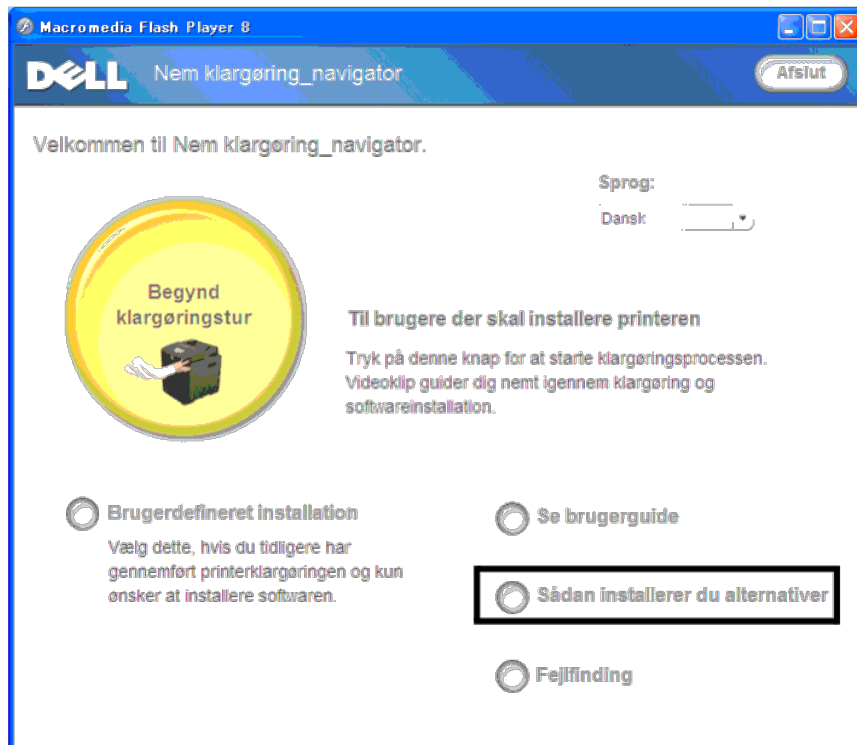 Macromedia Flash Player 8
DELL Nem klargøring_navigator
Afslut
Velkommen til Nem klargøring_navigator.
Sprog:
Dansk
Begynd
klargøringstur
Til brugere der skal installere printeren
Tryk på denne knap for at starte klargøringsprocessen.
Videoklip guider dig nemt igennem klargøring og
softwareinstallation.
Brugerdefineret installation
Vælg dette, hvis du tidligere har
gennemført printerklargøringen og kun
ønsker at installere softwaren.
Se brugerguide
Sådan installerer du alternativer
Fejlfinding